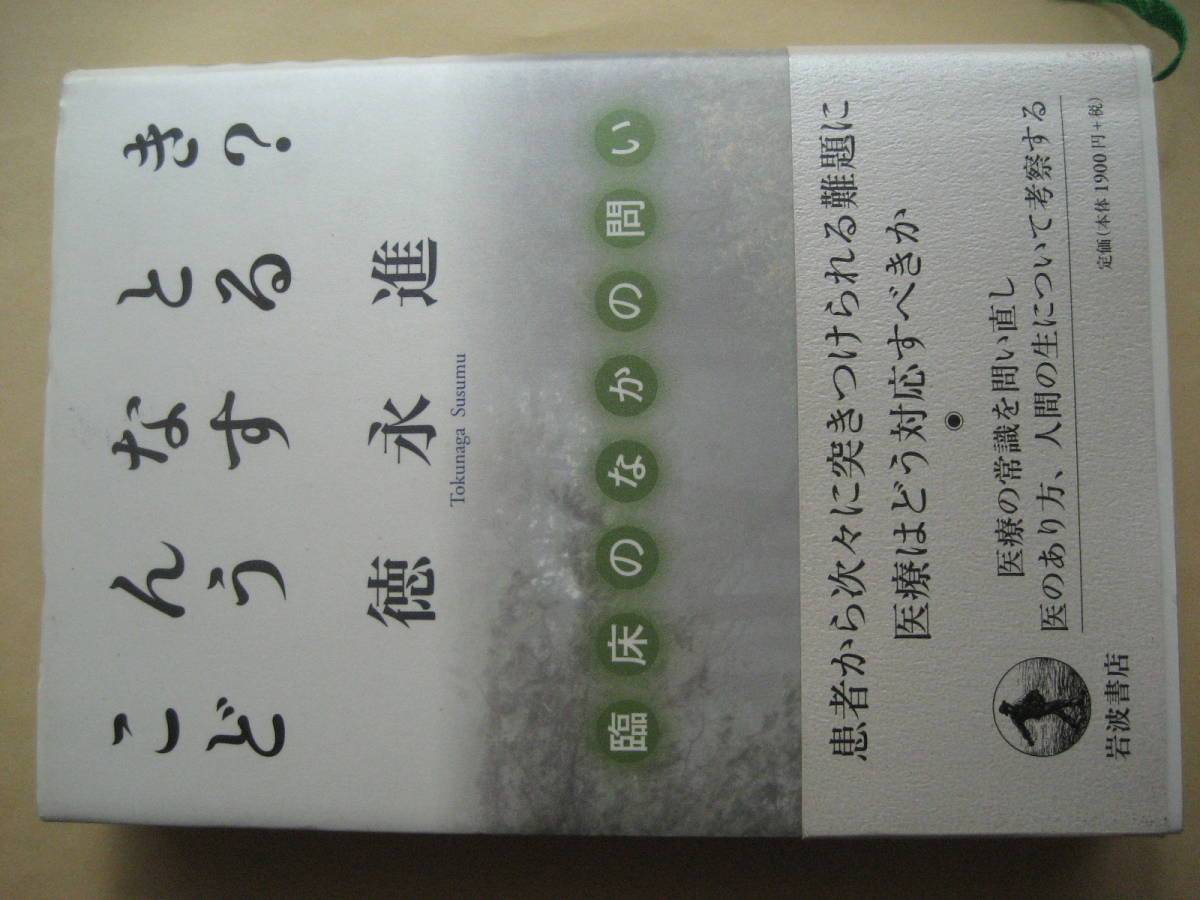 こんなとき
どうする?
徳永進
Tokunaga Susumu
臨床のなかの問い
患者から次々に突きつけられる難題に
医療はどう対応すべきか
◉
医療の常識を問い直し
医のあり方、人間の生について考察する
岩波書店
定価(本体1900円+税)